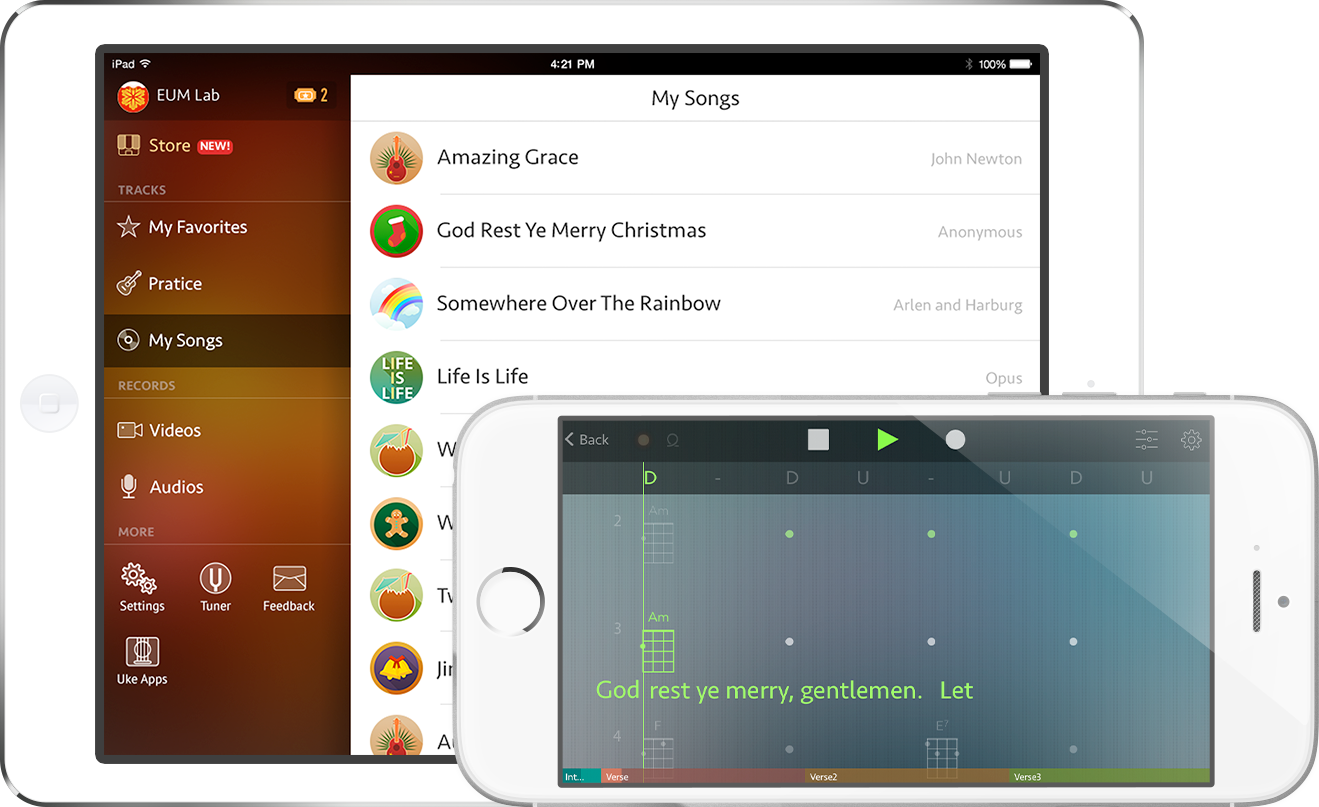 iPad
4:21 PM
100%
EUM Lab
2
My Songs
Store NEW!
Amazing Grace
John Newton
TRACKS
My Favorites
God Rest Ye Merry Christmas
Anonymous
Pratice
Somewhere Over The Rainbow
Arlen and Harburg
My Songs
LIFE
IS
LIFE
Life Is Life
Opus
RECORDS
Videos
W
Audios
W
MORE
Settings
Tuner
Feedback
Tw
Uke Apps
Jin
Back
D - D U - U D U
2
Am
3
Am
God rest ye merry, gentlemen. Let
4
F
E7
Int...
Verse
Verse2
Verse3